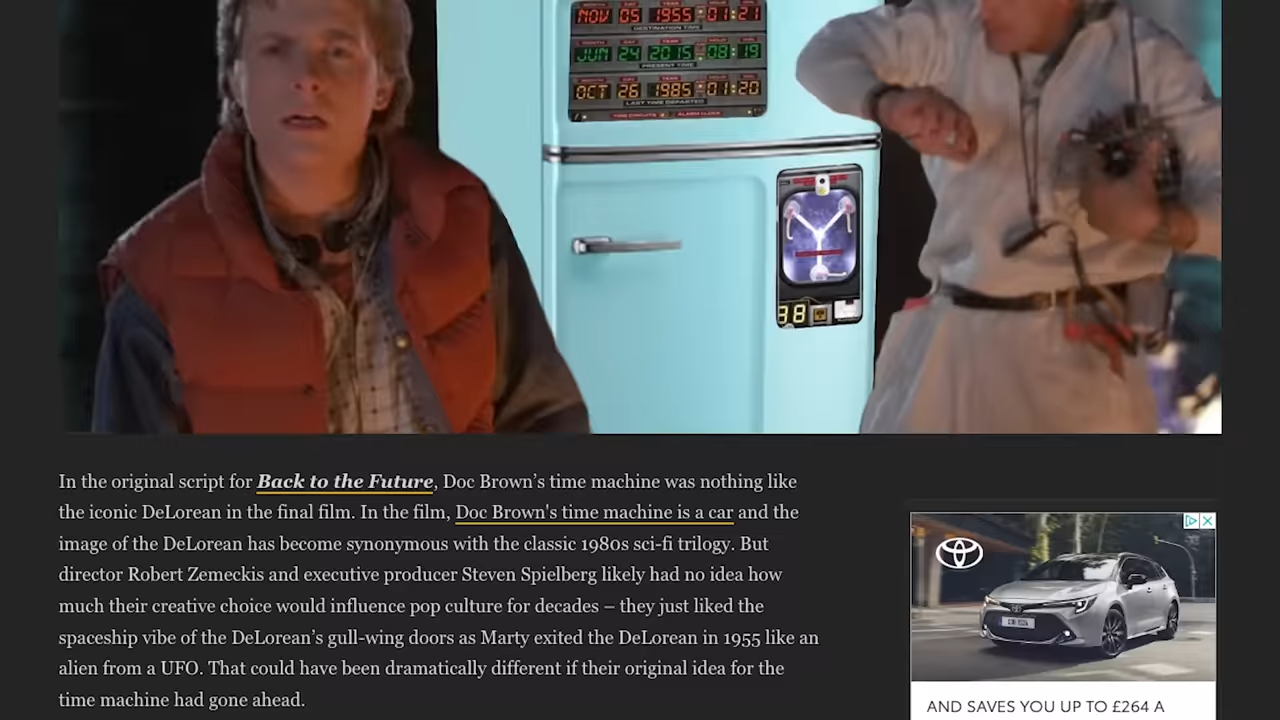 NOV 05 1955 01:21
DESTINATION TIME
JUN 24 2015 08:19
PRESENT TIME
OCT 26 1985 01:20
LAST TIME DEPARTED
38
In the original script for Back to the Future, Doc Brown’s time machine was nothing like
the iconic DeLorean in the final film. In the film, Doc Brown's time machine is a car and the
image of the DeLorean has become synonymous with the classic 1980s sci-fi trilogy. But
director Robert Zemeckis and executive producer Steven Spielberg likely had no idea how
much their creative choice would influence pop culture for decades – they just liked the
spaceship vibe of the DeLorean’s gull-wing doors as Marty exited the DeLorean in 1955 like an
alien from a UFO. That could have been dramatically different if their original idea for the
time machine had gone ahead.
AND SAVES YOU UP TO £264 A